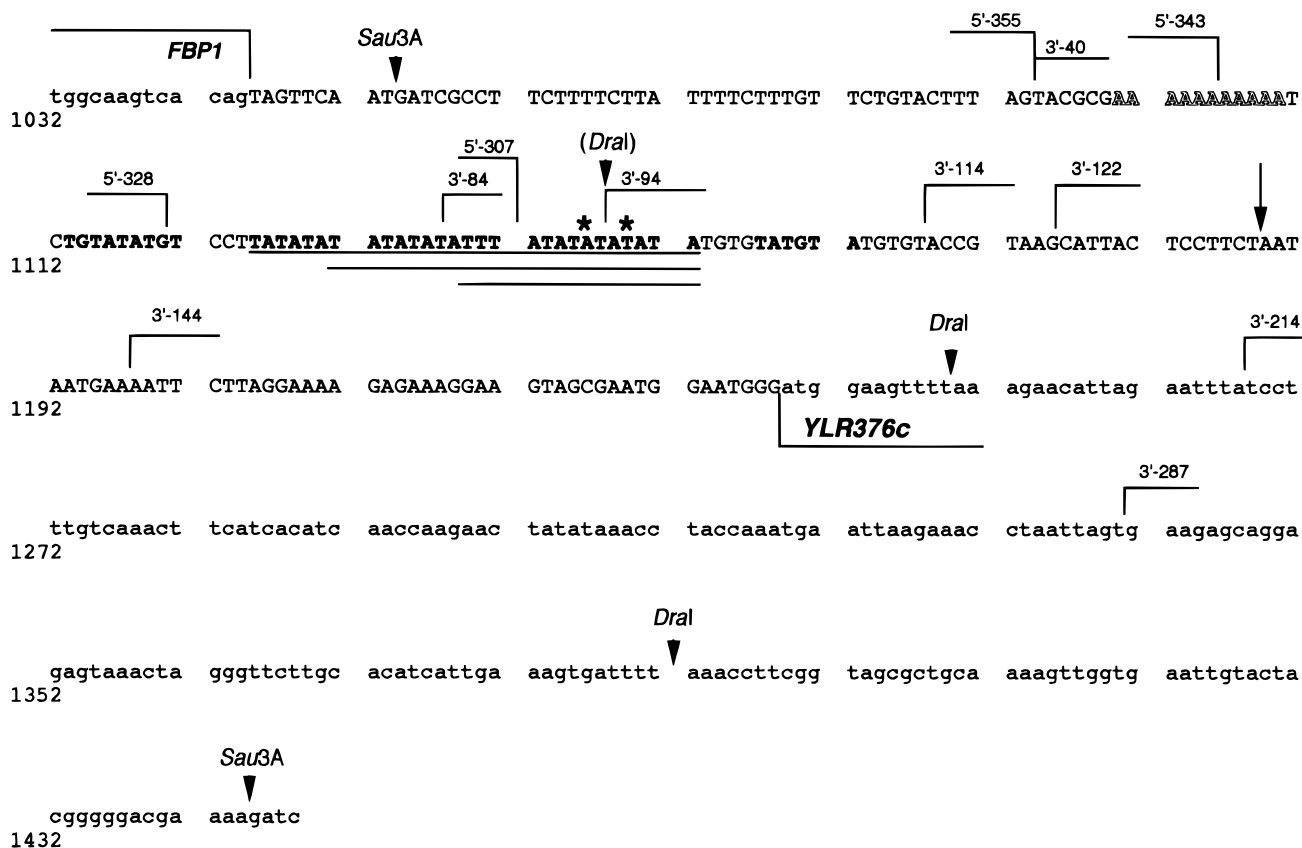 FBP1 Sau3A 5'-355 3'-40 5'-343
tggcaagtca cagTAGTTCA ATGATCGCCT TCTTTTCTTA TTTTCTTTGT TCTGTACTTT AGTACGCGAA AAAAAAAAAT
1032
5'-328 3'-84 5'-307 (DraI) 3'-94 3'-114 3'-122
* *
CTGTATATGT CCTTATATAT ATATATATTT ATATATATAT ATGTGTATGT ATGTGTACCG TAAGCATTAC TCCTTCTAAT
1112
3'-144 DraI 3'-214
AATGAAAATT CTTAGGAAAA GAGAAAGGAA GTAGCGAATG GAATGGGatg gaagttttaa agaacattag aatttatcct
1192
YLR376c
3'-287
ttgtcaaact tcatcacatc aaccaagaac tatataaacc taccaaatga attaagaaac ctaattagtg aagagcagga
1272
DraI
gagtaaacta gggttcttgc acatcattga aagtgatttt aaaccttcgg tagcgctgca aaagttggtg aattgtacta
1352
Sau3A
cgggggacga aaagatc
1432